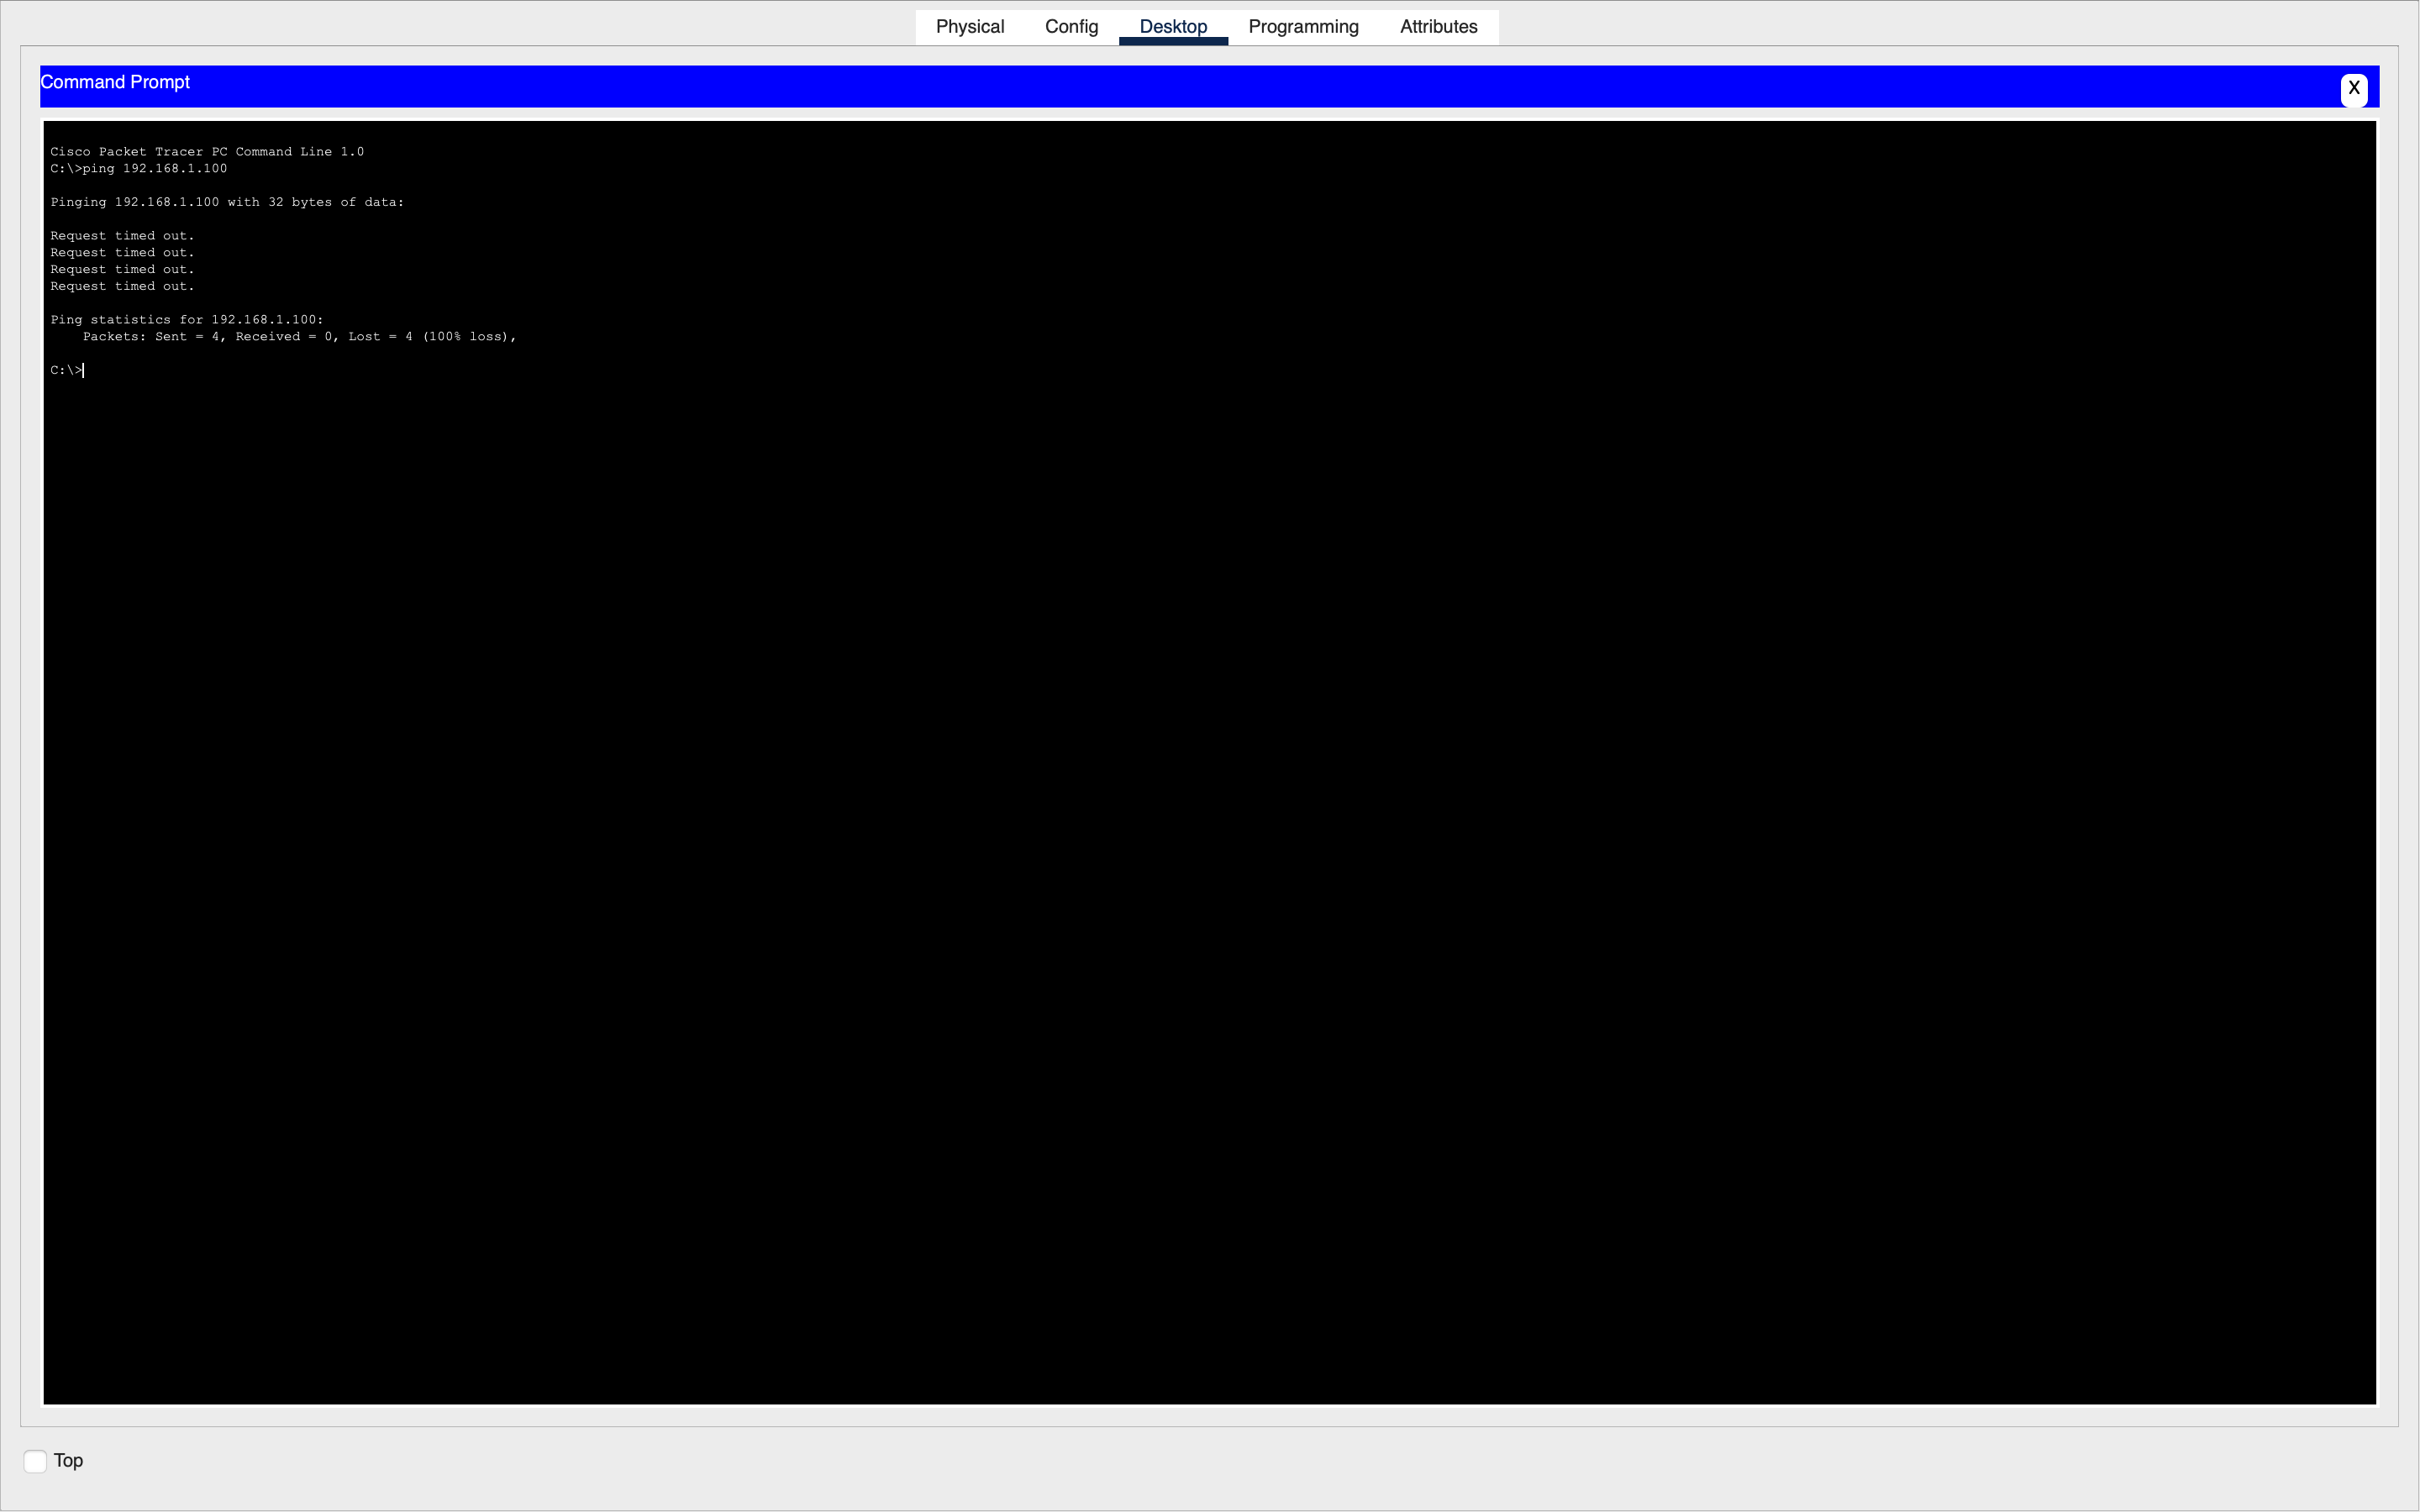 Physical Config Desktop Programming Attributes
Command Prompt
X
Cisco Packet Tracer PC Command Line 1.0
C:\>ping 192.168.1.100
Pinging 192.168.1.100 with 32 bytes of data:
Request timed out.
Request timed out.
Request timed out.
Request timed out.
Ping statistics for 192.168.1.100:
Packets: Sent = 4, Received = 0, Lost = 4 (100% loss),
C:\>
Top